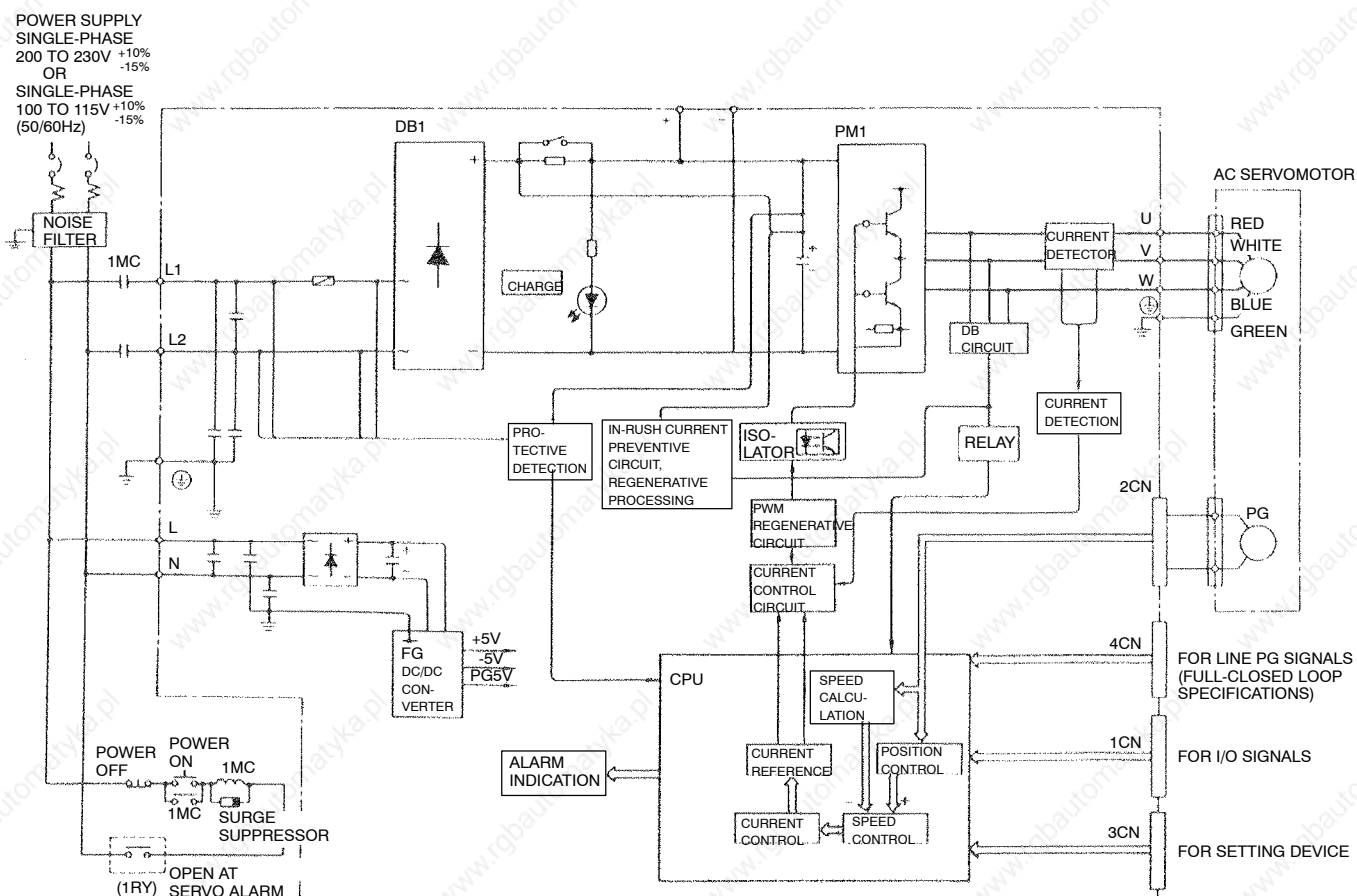 POWER SUPPLY
SINGLE-PHASE
200 TO 230V +10%
-15%
OR
SINGLE-PHASE
100 TO 115V +10%
-15%
(50/60Hz)
NOISE
FILTER
1MC
L1
L2
DB1
+
~
-
~
CHARGE
+
-
PM1
+
-
CURRENT
DETECTOR
U
V
W
AC SERVOMOTOR
RED
WHITE
BLUE
GREEN
DB
CIRCUIT
CURRENT
DETECTION
PRO-
TECTIVE
DETECTION
IN-RUSH CURRENT
PREVENTIVE
CIRCUIT,
REGENERATIVE
PROCESSING
ISO-
LATOR
RELAY
PWM
REGENERATIVE
CIRCUIT
CURRENT
CONTROL
CIRCUIT
2CN
PG
L
N
~
+
~
-
+
-
FG
DC/DC
CON-
VERTER
+5V
-5V
PG5V
CPU
SPEED
CALCU-
LATION
CURRENT
REFERENCE
POSITION
CONTROL
-
+
CURRENT
CONTROL
SPEED
CONTROL
ALARM
INDICATION
4CN
FOR LINE PG SIGNALS
(FULL-CLOSED LOOP
SPECIFICATIONS)
1CN
FOR I/O SIGNALS
3CN
FOR SETTING DEVICE
POWER
OFF
POWER
ON
1MC
1MC
SURGE
SUPPRESSOR
(1RY)
OPEN AT
SERVO ALARM
www.rgbautomatyka.pl